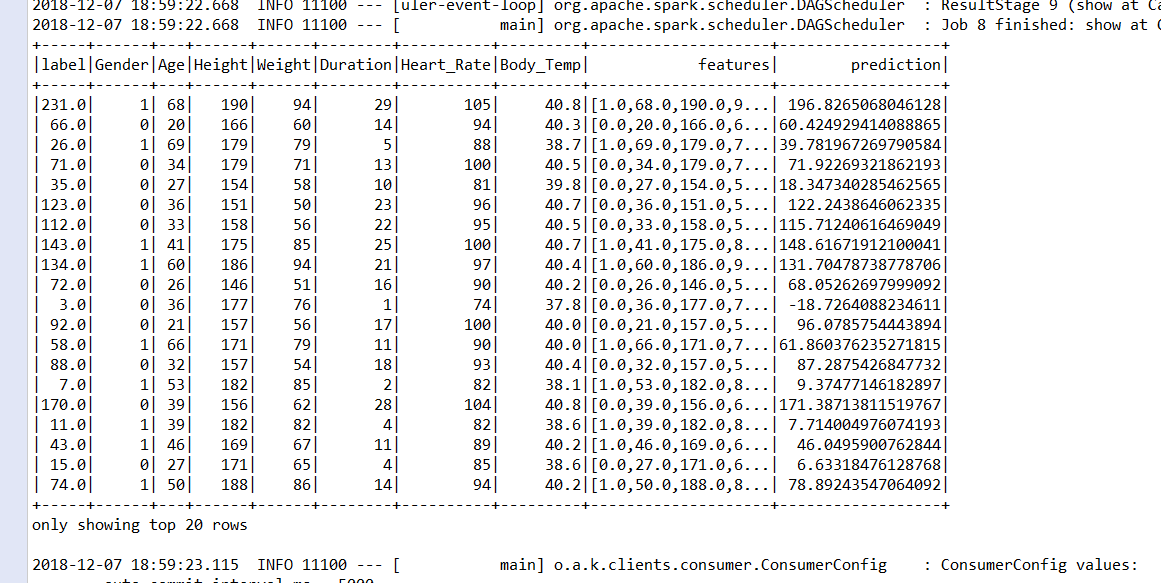 2018-12-07 18:59:22.668  INFO 11100 --- [uler-event-loop] org.apache.spark.scheduler.DAGScheduler  : ResultStage 9 (show at
2018-12-07 18:59:22.668  INFO 11100 --- [           main] org.apache.spark.scheduler.DAGScheduler  : Job 8 finished: show at
+-----+------+---+------+------+--------+----------+---------+--------------------+------------------+
|label|Gender|Age|Height|Weight|Duration|Heart_Rate|Body_Temp|            features|        prediction|
+-----+------+---+------+------+--------+----------+---------+--------------------+------------------+
|231.0|     1| 68|   190|    94|      29|       105|     40.8|[1.0,68.0,190.0,9...| 196.8265068046128|
| 66.0|     0| 20|   166|    60|      14|        94|     40.3|[0.0,20.0,166.0,6...|60.424929414088865|
| 26.0|     1| 69|   179|    79|       5|        88|     38.7|[1.0,69.0,179.0,7...|39.781967269790584|
| 71.0|     0| 34|   179|    71|      13|       100|     40.5|[0.0,34.0,179.0,7...| 71.92269321862193|
| 35.0|     0| 27|   154|    58|      10|        81|     39.8|[0.0,27.0,154.0,5...|18.347340285462565|
|123.0|     0| 36|   151|    50|      23|        96|     40.7|[0.0,36.0,151.0,5...| 122.2438646062335|
|112.0|     0| 33|   158|    56|      22|        95|     40.5|[0.0,33.0,158.0,5...|115.71240616469049|
|143.0|     1| 41|   175|    85|      25|       100|     40.7|[1.0,41.0,175.0,8...|148.61671912100041|
|134.0|     1| 60|   186|    94|      21|        97|     40.4|[1.0,60.0,186.0,9...|131.70478738778706|
| 72.0|     0| 26|   146|    51|      16|        90|     40.2|[0.0,26.0,146.0,5...| 68.05262697999092|
|  3.0|     0| 36|   177|    76|       1|        74|     37.8|[0.0,36.0,177.0,7...| -18.7264088234611|
| 92.0|     0| 21|   157|    56|      17|       100|     40.0|[0.0,21.0,157.0,5...|  96.0785754443894|
| 58.0|     1| 66|   171|    79|      11|        90|     40.0|[1.0,66.0,171.0,7...|61.860376235271815|
| 88.0|     0| 32|   157|    54|      18|        93|     40.4|[0.0,32.0,157.0,5...|  87.2875426847732|
|  7.0|     1| 53|   182|    85|       2|        82|     38.1|[1.0,53.0,182.0,8...|  9.37477146182897|
|170.0|     0| 39|   156|    62|      28|       104|     40.8|[0.0,39.0,156.0,6...|171.38713811519767|
| 11.0|     1| 39|   182|    82|       4|        82|     38.6|[1.0,39.0,182.0,8...| 7.714004976074193|
| 43.0|     1| 46|   169|    67|      11|        89|     40.2|[1.0,46.0,169.0,6...|  46.0495900762844|
| 15.0|     0| 27|   171|    65|       4|        85|     38.6|[0.0,27.0,171.0,6...|  6.63318476128768|
| 74.0|     1| 50|   188|    86|      14|        94|     40.2|[1.0,50.0,188.0,8...| 78.89243547064092|
+-----+------+---+------+------+--------+----------+---------+--------------------+------------------+
only showing top 20 rows
2018-12-07 18:59:23.115  INFO 11100 --- [           main] o.a.k.clients.consumer.ConsumerConfig    : ConsumerConfig values:
auto.commit.interval.ms = 5000